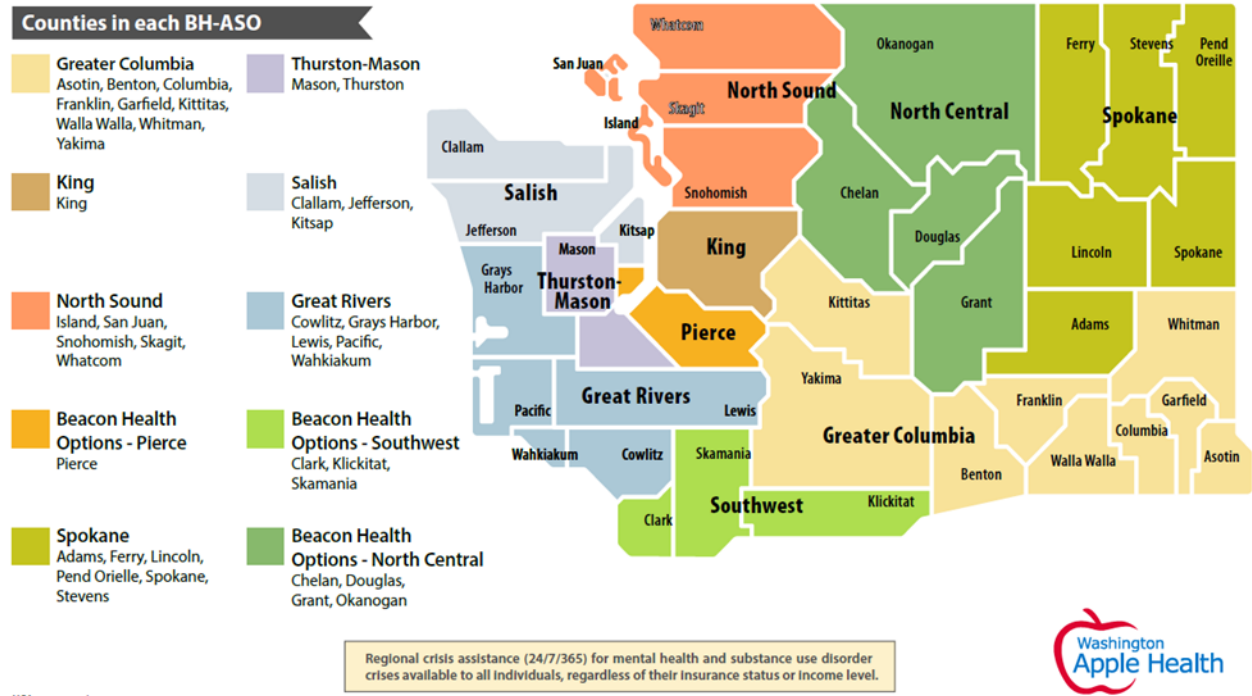 Counties in each BH-ASO
Greater Columbia
Asotin, Benton, Columbia,
Franklin, Garfield, Kittitas,
Walla Walla, Whitman,
Yakima
Thurston-Mason
Mason, Thurston
King
King
Salish
Clallam, Jefferson,
Kitsap
North Sound
Island, San Juan,
Snohomish, Skagit,
Whatcom
Great Rivers
Cowlitz, Grays Harbor,
Lewis, Pacific,
Wahkiakum
Beacon Health
Options - Pierce
Pierce
Beacon Health
Options - Southwest
Clark, Klickitat,
Skamania
Spokane
Adams, Ferry, Lincoln,
Pend Orielle, Spokane,
Stevens
Beacon Health
Options - North Central
Chelan, Douglas,
Grant, Okanogan
Whatcom
Okanogan
Ferry
Stevens
Pend
Oreille
San Juan
North Sound
Skagit
Island
North Central
Spokane
Clallam
Salish
Snohomish
Chelan
Jefferson
Kitsap
Mason
King
Douglas
Lincoln
Spokane
Grays
Harbor
Thurston-
Mason
Kittitas
Grant
Pierce
Adams
Whitman
Yakima
Great Rivers
Pacific
Lewis
Franklin
Garfield
Greater Columbia
Columbia
Wahkiakum
Cowlitz
Skamania
Walla Walla
Asotin
Benton
Southwest
Klickitat
Clark
Regional crisis assistance (24/7/365) for mental health and substance use disorder
crises available to all individuals, regardless of their insurance status or income level.
Washington
Apple Health